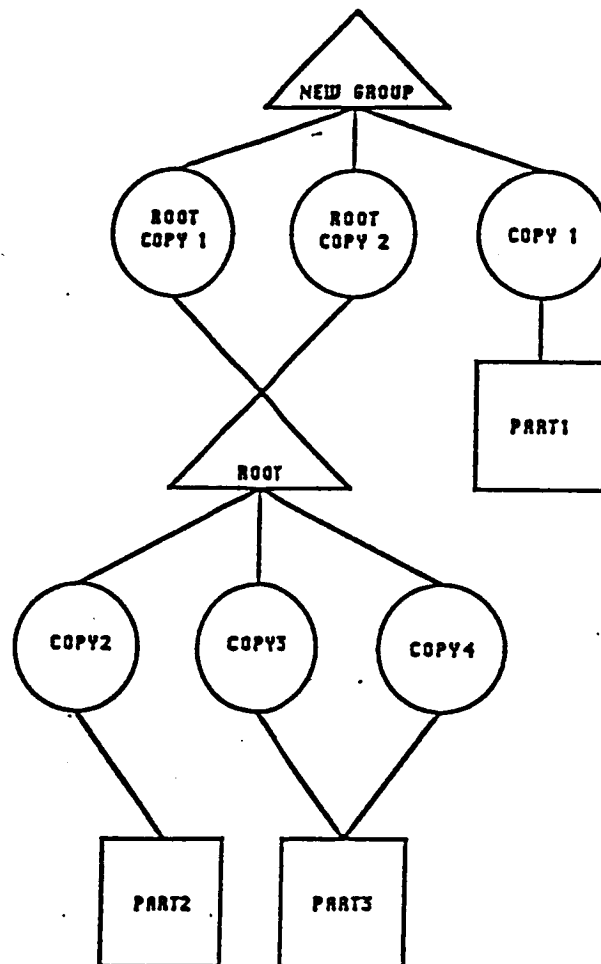 NEW GROUP
ROOT
COPY 1
ROOT
COPY 2
COPY 1
PART1
ROOT
COPY2
COPY3
COPY4
PART2
PART3